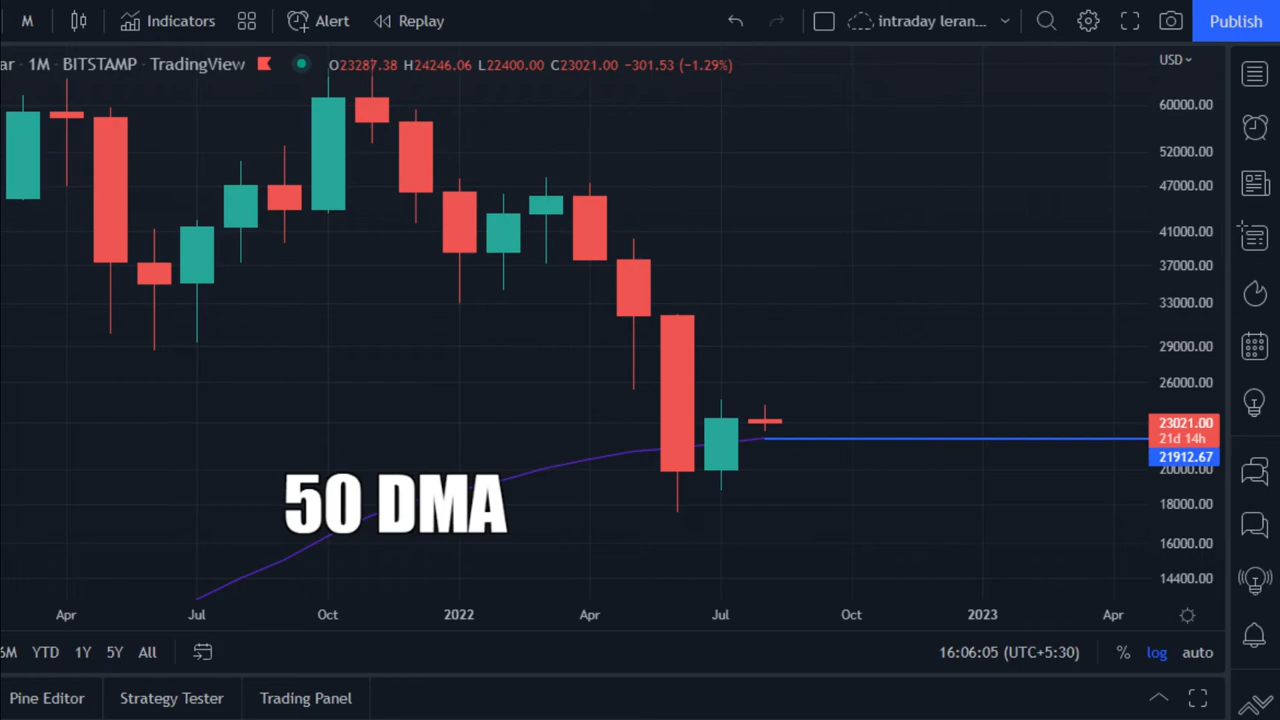 M Indicators Alert Replay intraday leran... Publish
ar · 1M · BITSTAMP · TradingView O23287.38 H24246.06 L22400.00 C23021.00 −301.53 (−1.29%) USD
60000.00
52000.00
47000.00
41000.00
37000.00
33000.00
29000.00
26000.00
23021.00
21d 14h
21912.67
20000.00
18000.00
16000.00
14400.00
50 DMA
Apr Jul Oct 2022 Apr Jul Oct 2023 Apr
6M YTD 1Y 5Y All 16:06:05 (UTC+5:30) % log auto
Pine Editor Strategy Tester Trading Panel